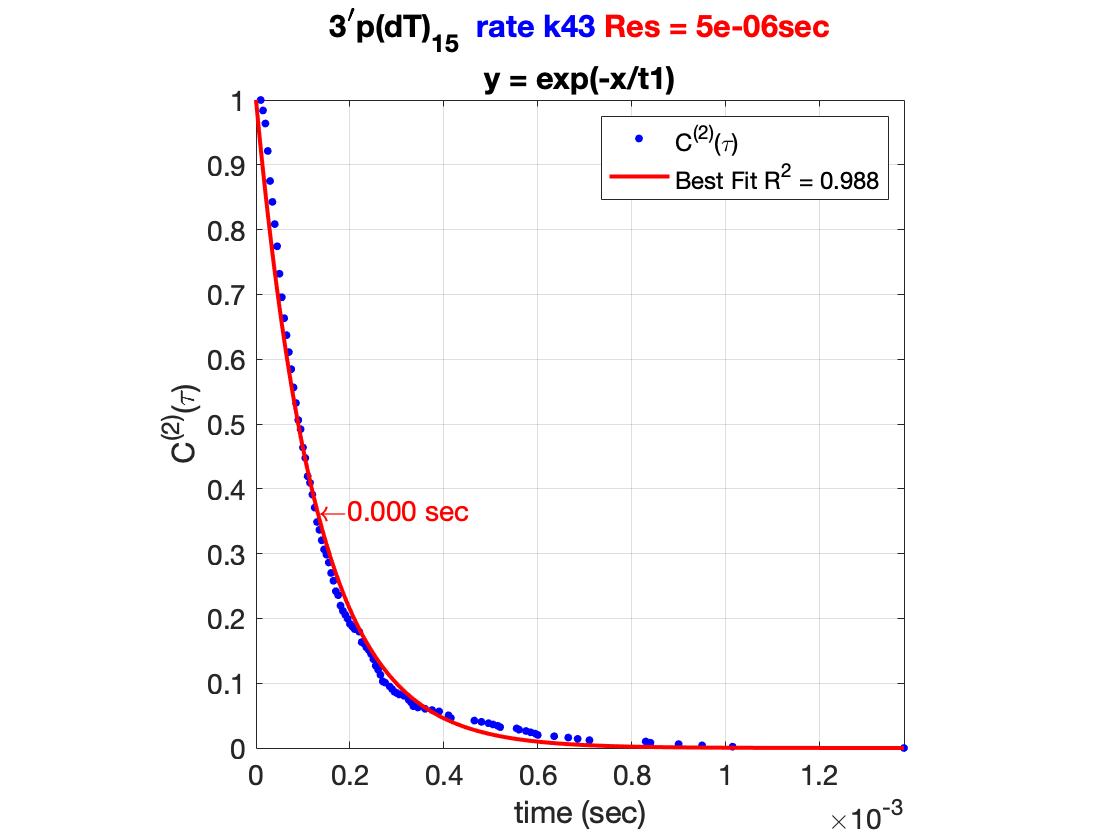 3′p(dT)₁₅ rate k43 Res = 5e-06sec
y = exp(-x/t1)
C⁽²⁾(τ)
Best Fit R² = 0.988
1
0.9
0.8
0.7
0.6
0.5
0.4
0.3
0.2
0.1
0
C⁽²⁾(τ)
←0.000 sec
0 0.2 0.4 0.6 0.8 1 1.2
time (sec)
×10⁻³